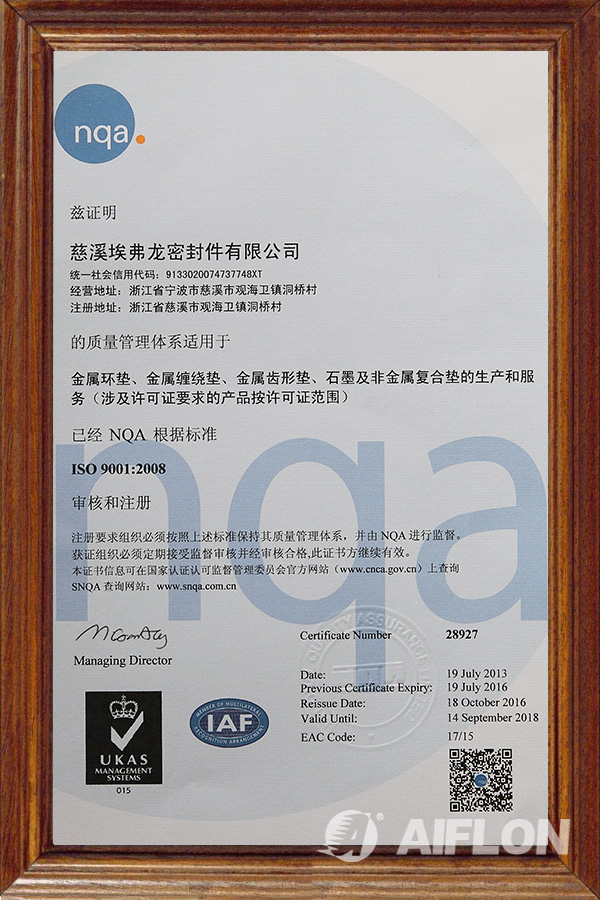 nqa.
兹证明
慈溪埃弗龙密封件有限公司
统一社会信用代码：9133020074737748XT
经营地址：浙江省宁波市慈溪市观海卫镇洞桥村
注册地址：浙江省慈溪市观海卫镇洞桥村
的质量管理体系适用于
金属环垫、金属缠绕垫、金属齿形垫、石墨及非金属复合垫的生产和服
务（涉及许可证要求的产品按许可证范围）
已经 NQA 根据标准
ISO 9001:2008
审核和注册
nqa
注册要求组织必须按照上述标准保持其质量管理体系，并由 NQA 进行监督。
获证组织必须定期接受监督审核并经审核合格,此证书方继续有效。
本证书信息可在国家认证认可监督管理委员会官方网站（www.cnca.gov.cn）上查询
SNQA 查询网站：www.snqa.com.cn
Managing Director
Certificate Number 28927
Date: 19 July 2013
Previous Certificate Expiry: 19 July 2016
Reissue Date: 18 October 2016
Valid Until: 14 September 2018
EAC Code: 17/15
QUALITY ASSURANCE
UKAS
MANAGEMENT
SYSTEMS
015
MEMBER OF MULTILATERAL
IAF
RECOGNITION ARRANGEMENT
AIFLON